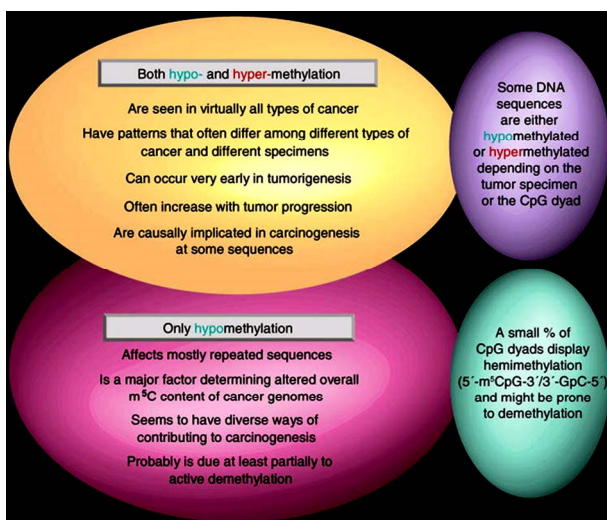 Both hypo- and hyper-methylation
Are seen in virtually all types of cancer
Have patterns that often differ among different types of
cancer and different specimens
Can occur very early in tumorigenesis
Often increase with tumor progression
Are causally implicated in carcinogenesis
at some sequences
Some DNA
sequences
are either
hypomethylated
or hypermethylated
depending on the
tumor specimen
or the CpG dyad
Only hypomethylation
Affects mostly repeated sequences
Is a major factor determining altered overall
m⁵C content of cancer genomes
Seems to have diverse ways of
contributing to carcinogenesis
Probably is due at least partially to
active demethylation
A small % of
CpG dyads display
hemimethylation
(5´-m⁵CpG-3´/3´-GpC-5´)
and might be prone
to demethylation